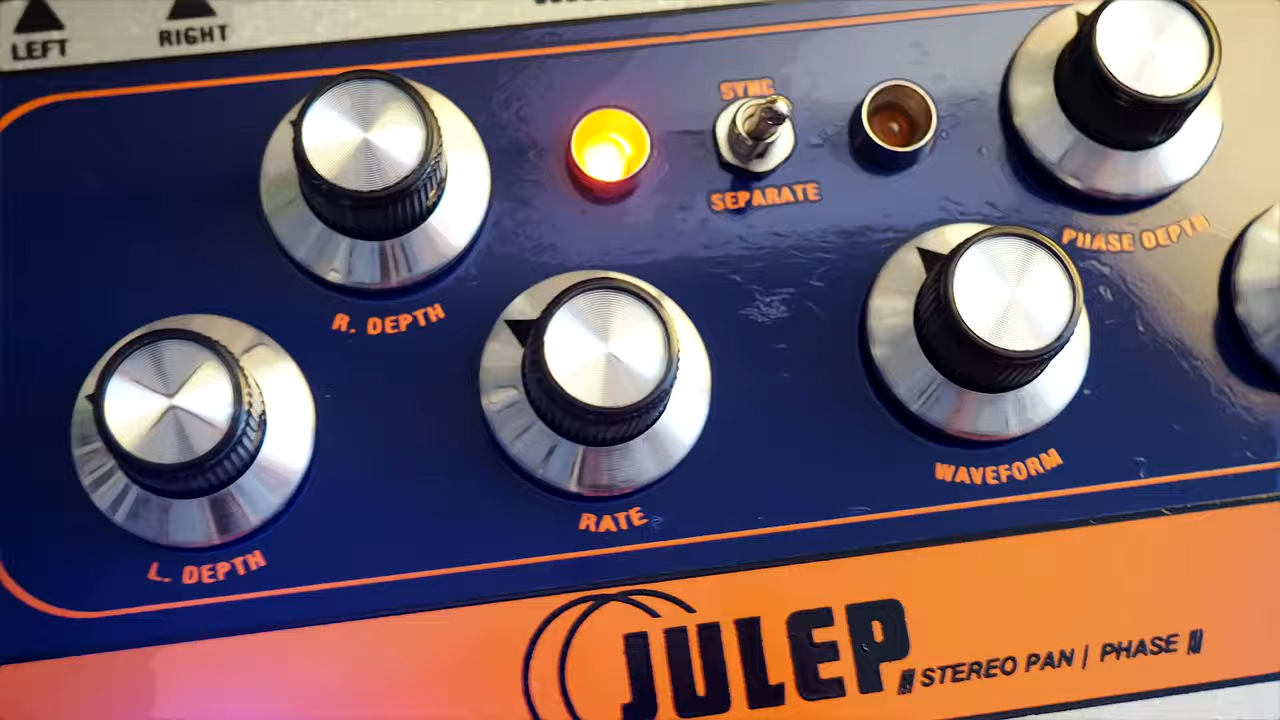 LEFT
RIGHT
SYNC
SEPARATE
PHASE DEPTH
R. DEPTH
WAVEFORM
RATE
L. DEPTH
JULEP
STEREO PAN | PHASE